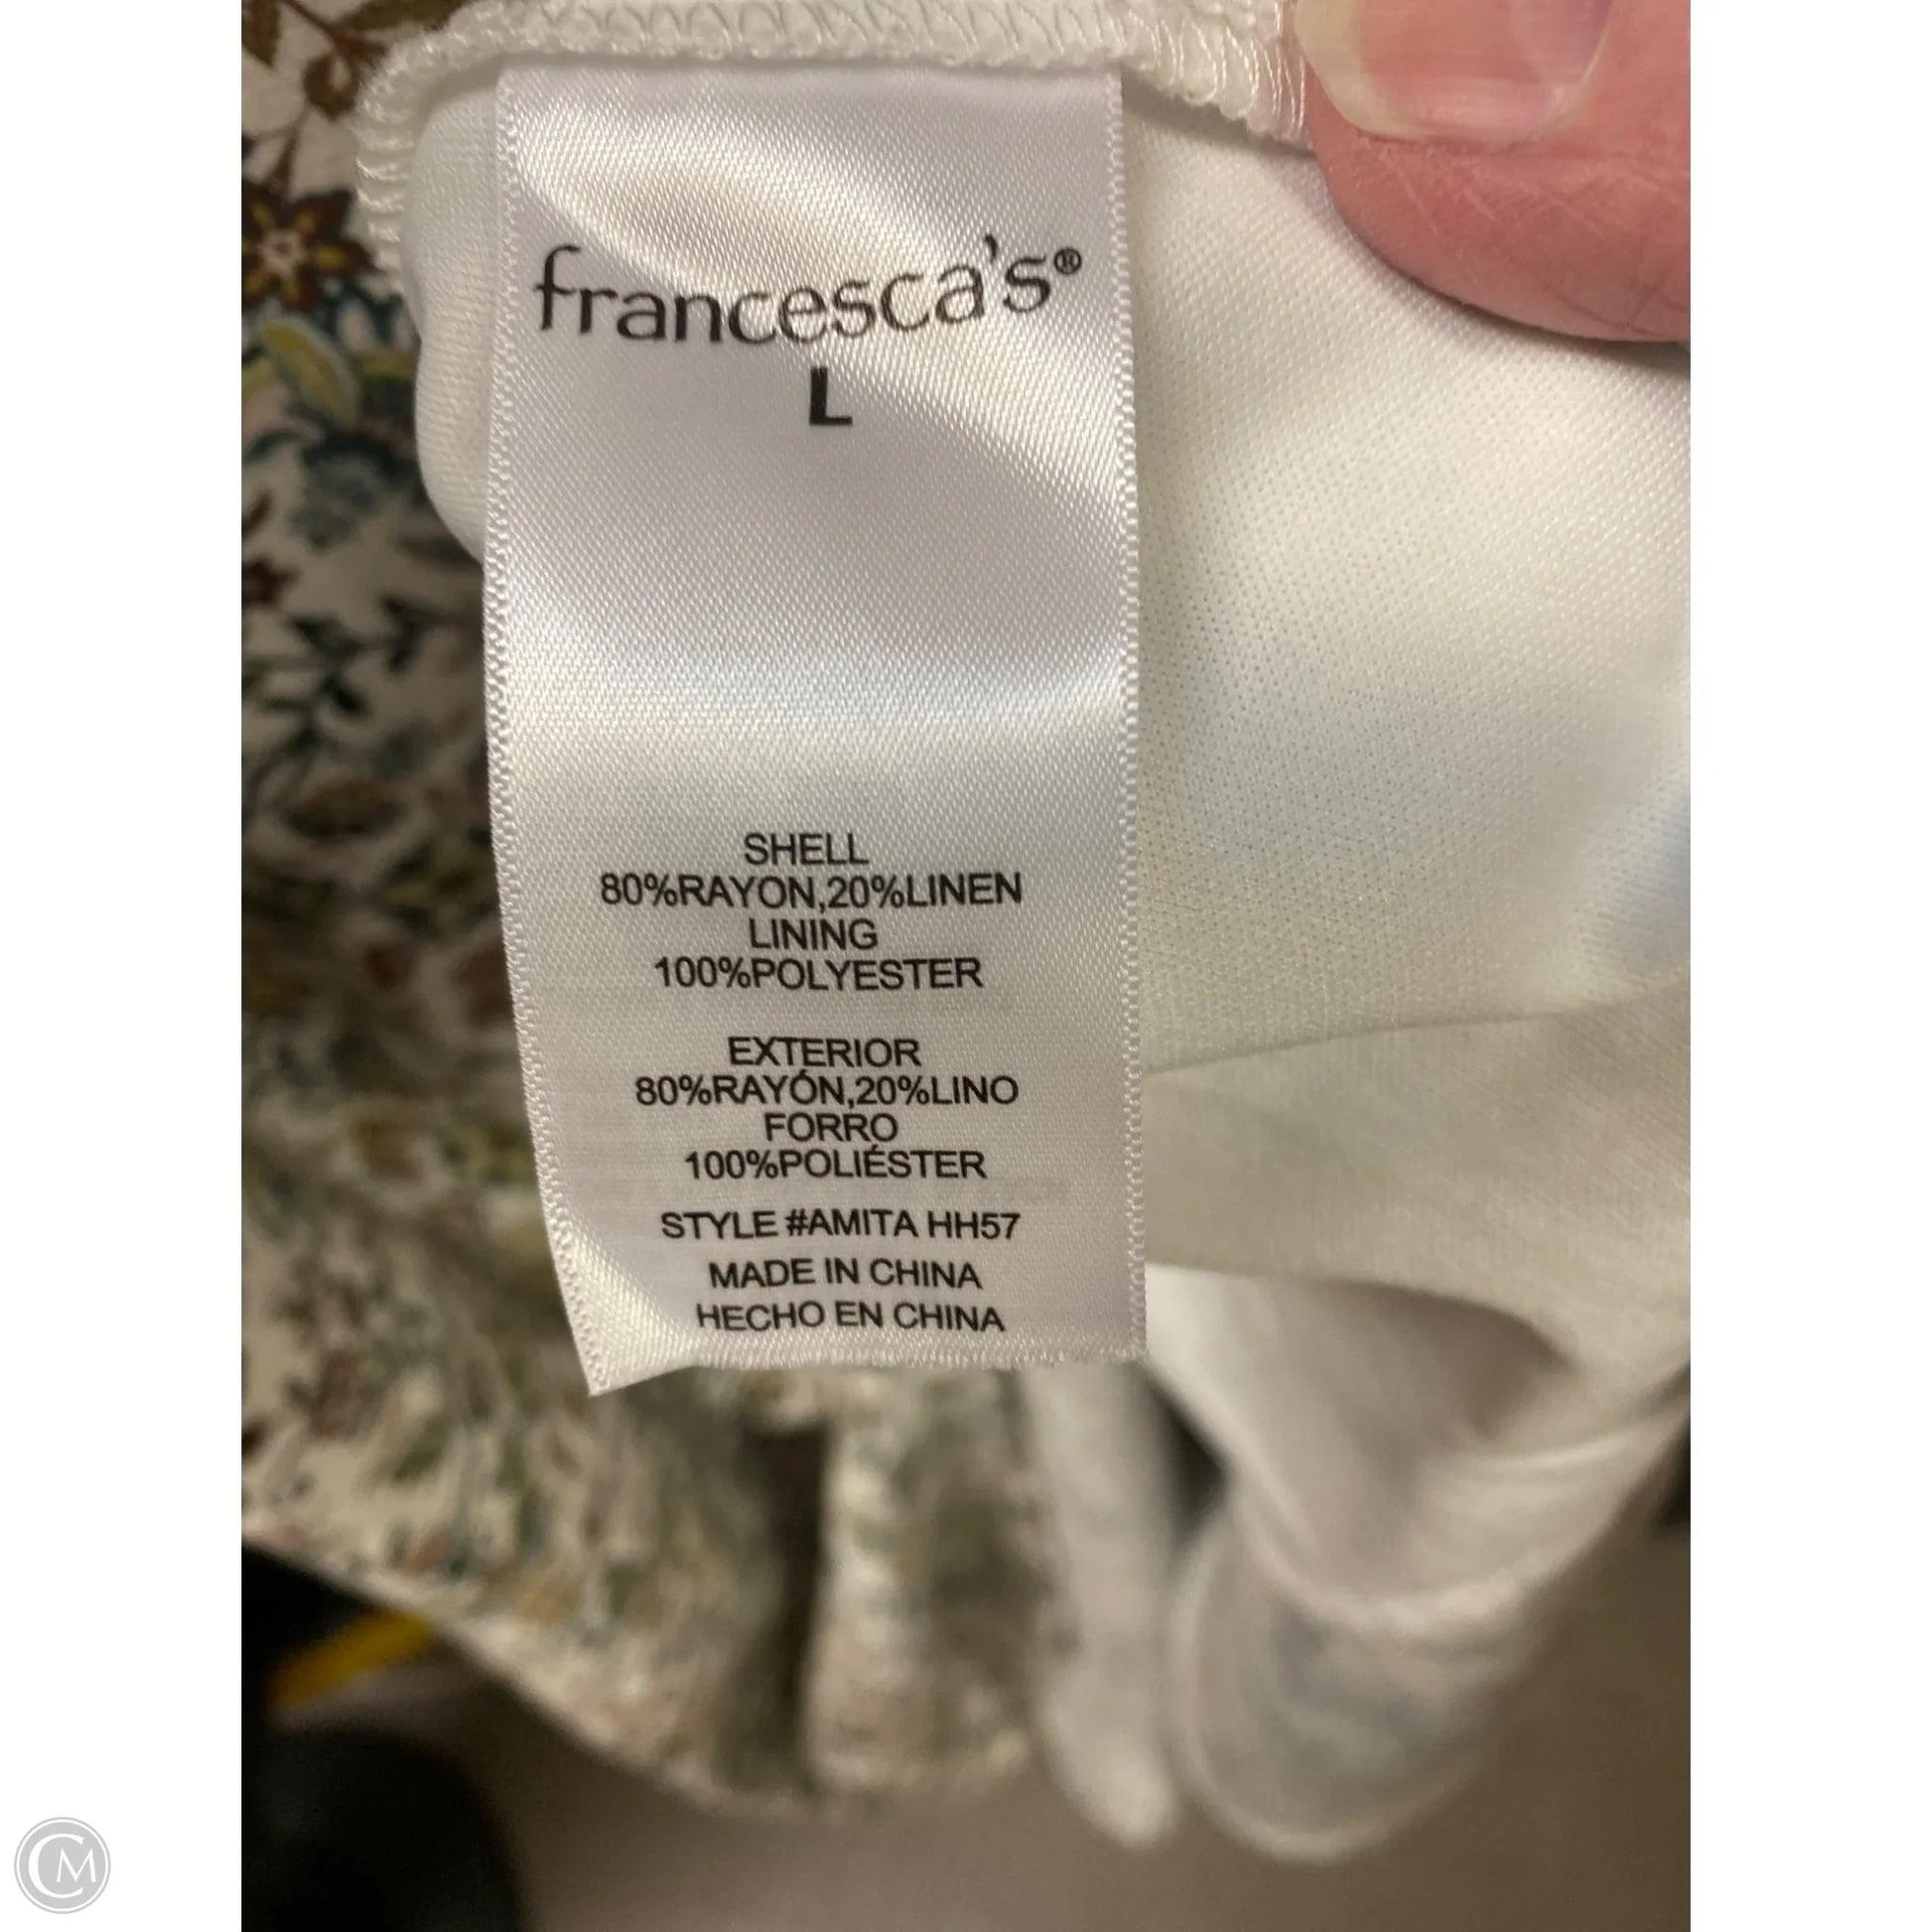 francesca's®
L
SHELL
80%RAYON,20%LINEN
LINING
100%POLYESTER
EXTERIOR
80%RAYÓN,20%LINO
FORRO
100%POLIÉSTER
STYLE #AMITA HH57
MADE IN CHINA
HECHO EN CHINA
CM